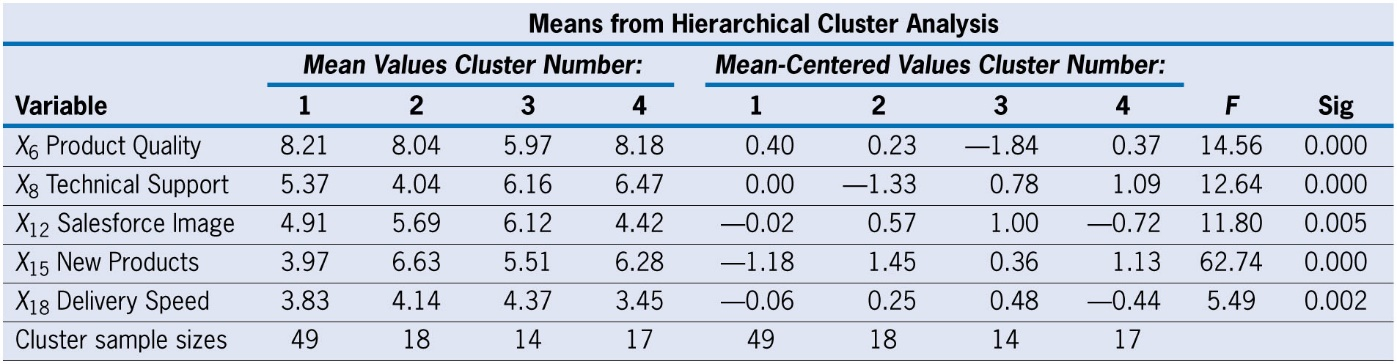 Means from Hierarchical Cluster Analysis
Mean Values Cluster Number: Mean-Centered Values Cluster Number:
Variable 1 2 3 4 1 2 3 4 F Sig
X6 Product Quality 8.21 8.04 5.97 8.18 0.40 0.23 —1.84 0.37 14.56 0.000
X8 Technical Support 5.37 4.04 6.16 6.47 0.00 —1.33 0.78 1.09 12.64 0.000
X12 Salesforce Image 4.91 5.69 6.12 4.42 —0.02 0.57 1.00 —0.72 11.80 0.005
X15 New Products 3.97 6.63 5.51 6.28 —1.18 1.45 0.36 1.13 62.74 0.000
X18 Delivery Speed 3.83 4.14 4.37 3.45 —0.06 0.25 0.48 —0.44 5.49 0.002
Cluster sample sizes 49 18 14 17 49 18 14 17